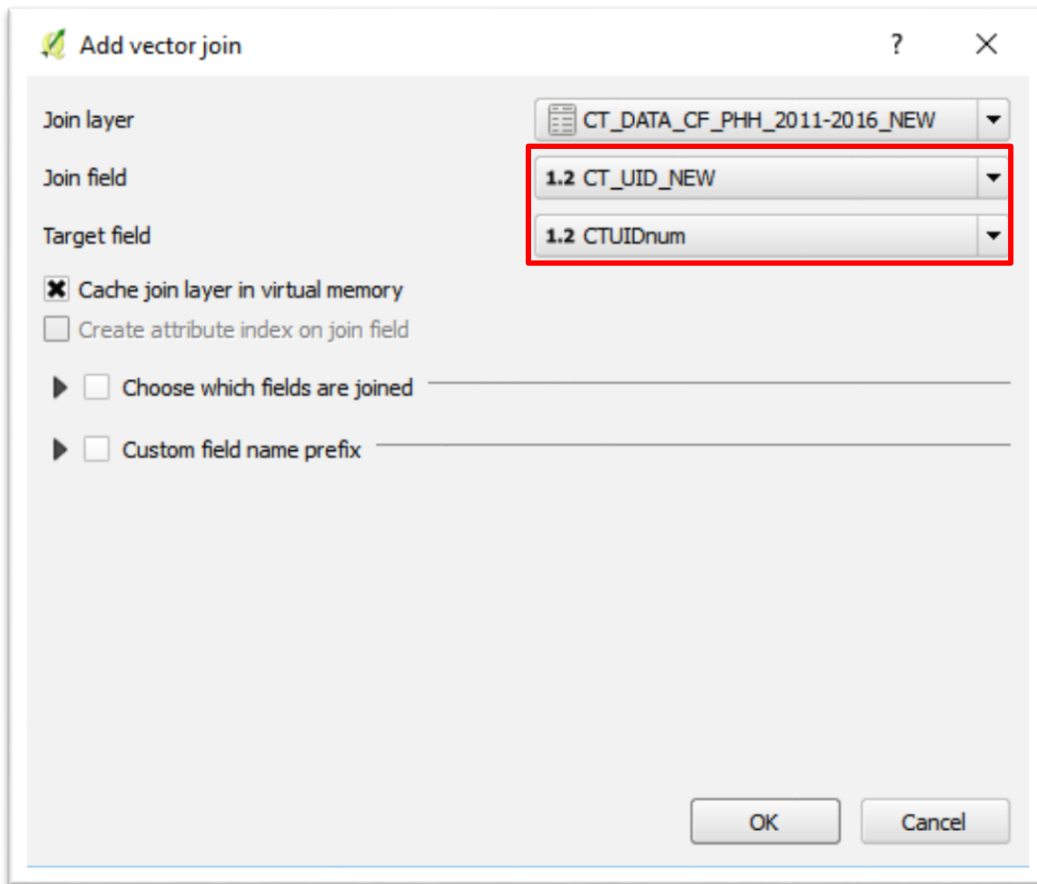 Add vector join ?
Join layer CT_DATA_CF_PHH_2011-2016_NEW
Join field 1.2 CT_UID_NEW
Target field 1.2 CTUIDnum
Cache join layer in virtual memory
Create attribute index on join field
Choose which fields are joined
Custom field name prefix
OK Cancel